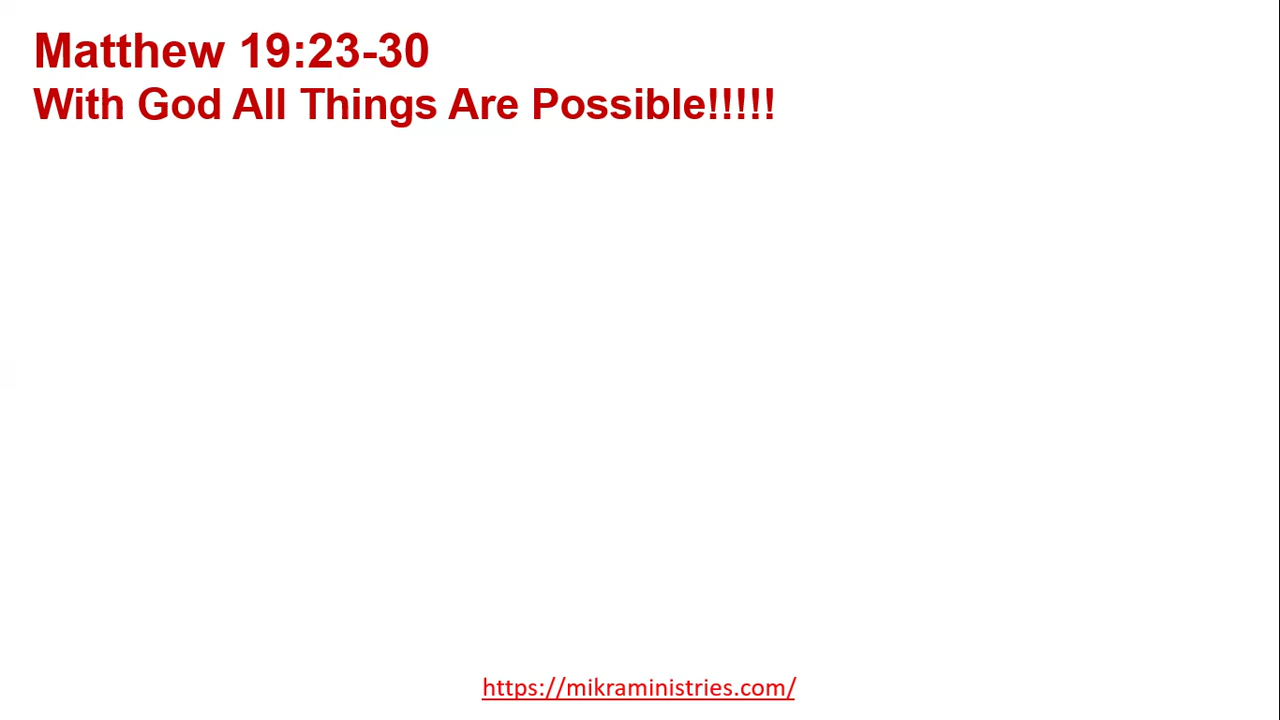 Matthew 19:23-30
With God All Things Are Possible!!!!!
https://mikraministries.com/